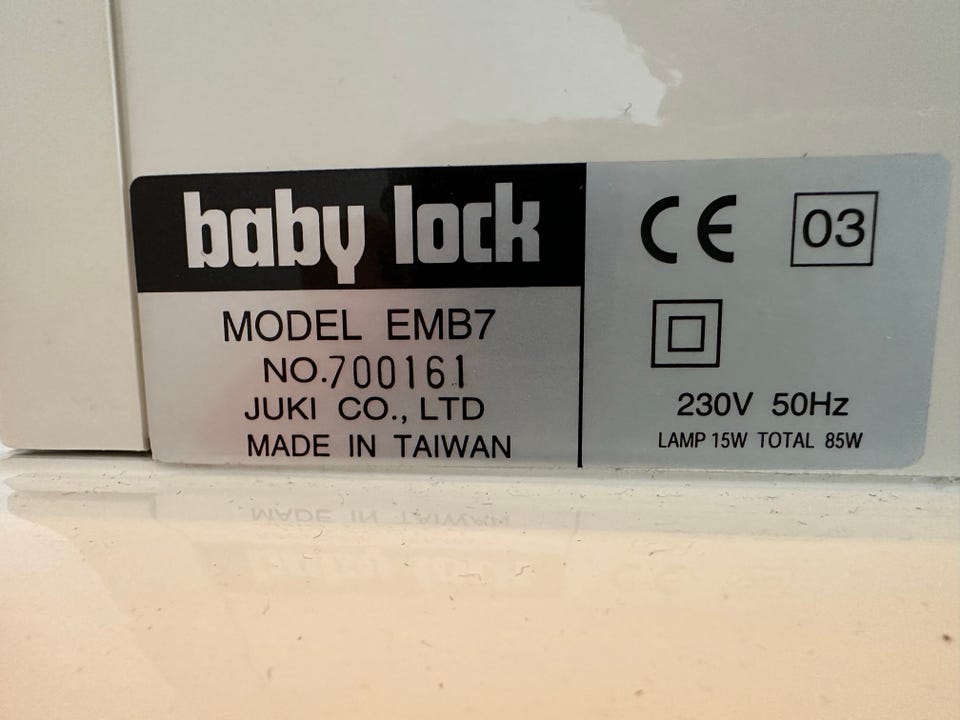 baby lock
MODEL EMB7
NO.700161
JUKI CO., LTD
MADE IN TAIWAN
CE 03
230V 50Hz
LAMP 15W TOTAL 85W